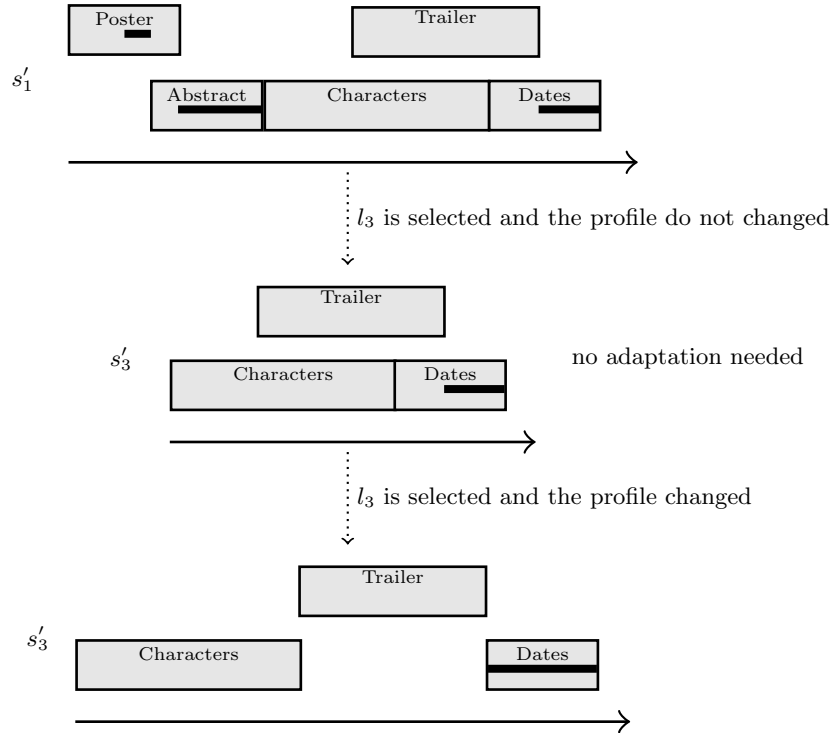 Poster
Trailer
s′₁
Abstract
Characters
Dates
l₃ is selected and the profile do not changed
Trailer
s′₃
no adaptation needed
Characters
Dates
l₃ is selected and the profile changed
Trailer
s′₃
Characters
Dates